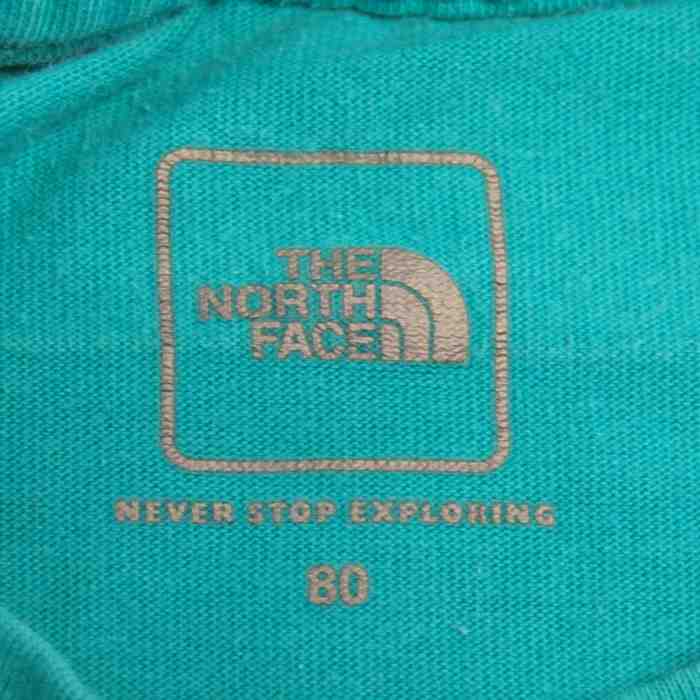 THE
NORTH
FACE
NEVER STOP EXPLORING
80